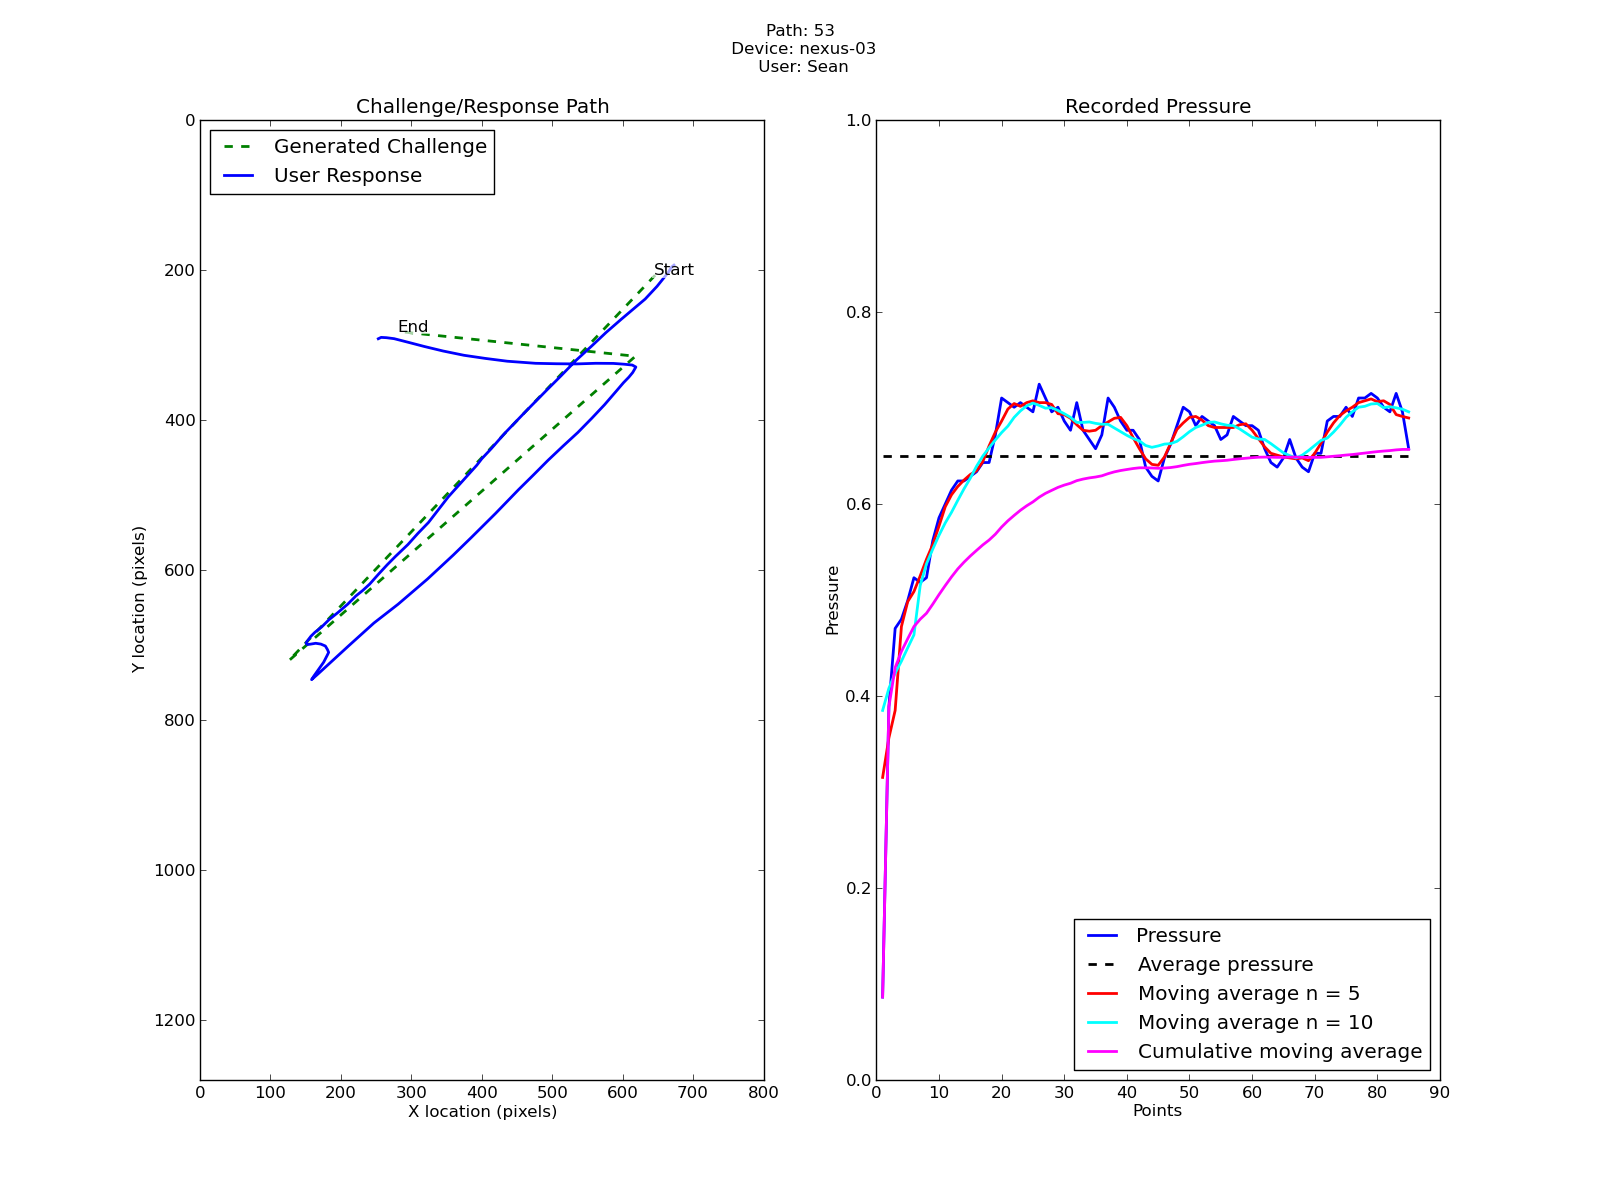 Path: 53
Device: nexus-03
User: Sean
Challenge/Response Path
Generated Challenge
User Response
Start
End
0
200
400
600
800
1000
1200
Y location (pixels)
0 100 200 300 400 500 600 700 800
X location (pixels)
Recorded Pressure
1.0
0.8
0.6
0.4
0.2
0.0
Pressure
Pressure
Average pressure
Moving average n = 5
Moving average n = 10
Cumulative moving average
0 10 20 30 40 50 60 70 80 90
Points